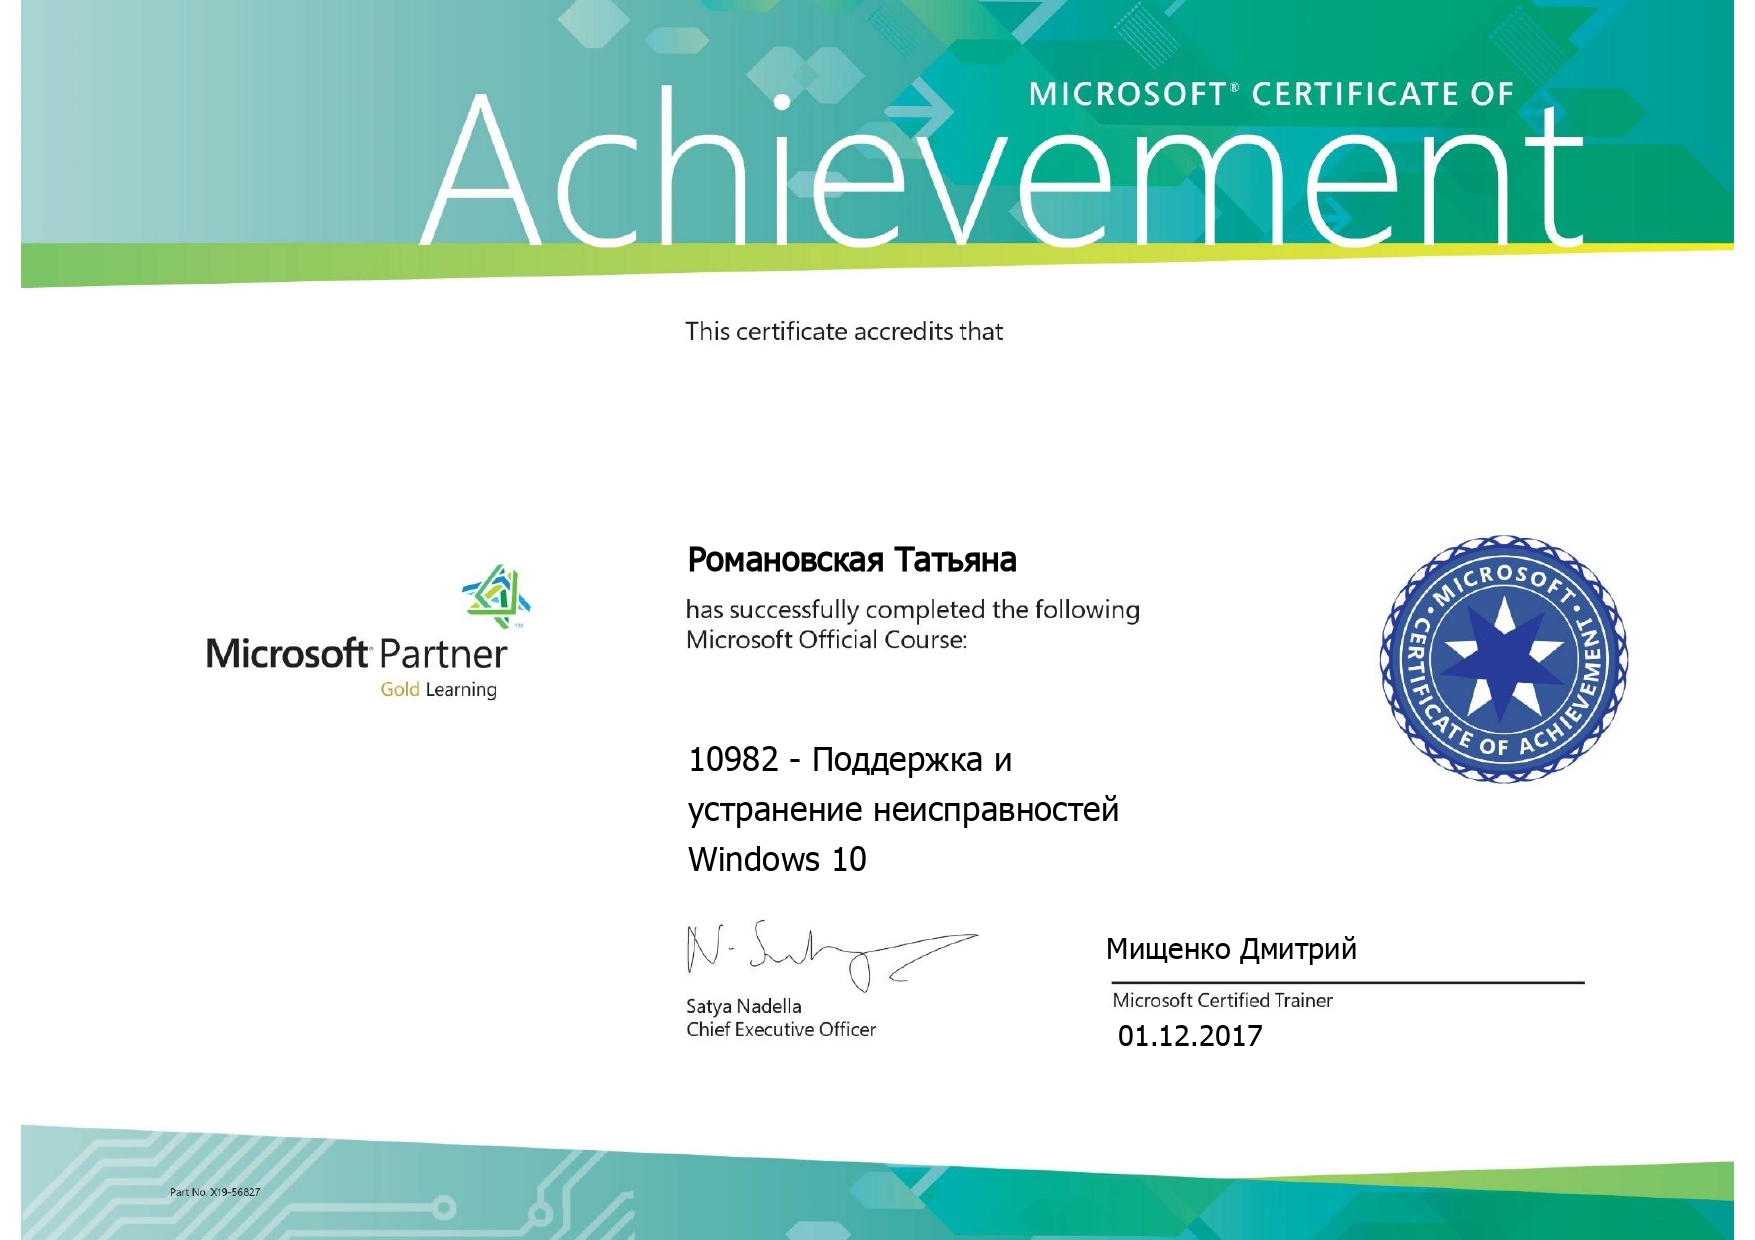 MICROSOFT® CERTIFICATE OF
Achievement
This certificate accredits that
Романовская Татьяна
has successfully completed the following
Microsoft Official Course:
Microsoft Partner
Gold Learning
MICROSOFT • CERTIFICATE OF ACHIEVEMENT •
10982 - Поддержка и
устранение неисправностей
Windows 10
N. Satya
Satya Nadella
Chief Executive Officer
Мищенко Дмитрий
Microsoft Certified Trainer
01.12.2017
Part No. X19-56827